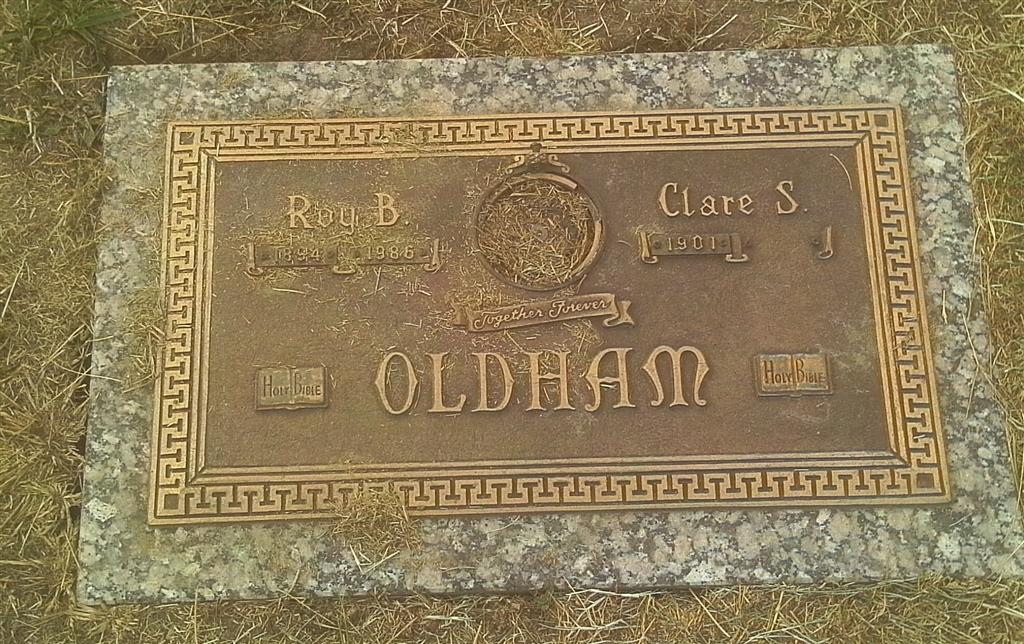 Roy B.
1894 1986
Clare S.
1901
Together Forever
OLDHAM
HOLY BIBLE
HOLY BIBLE